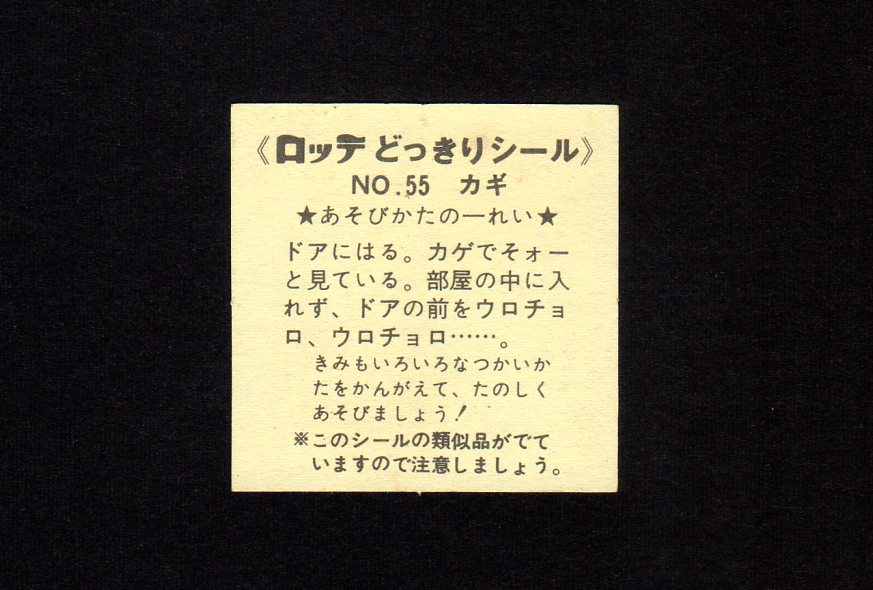 《ロッテ どっきりシール》
NO.55 カギ
★あそびかたの一れい★
ドアにはる。カゲでそォー
と見ている。部屋の中に入
れず、ドアの前をウロチョ
ロ、ウロチョロ……。
きみもいろいろなつかいか
たをかんがえて、たのしく
あそびましょう！
※このシールの類似品がでて
いますので注意しましょう。